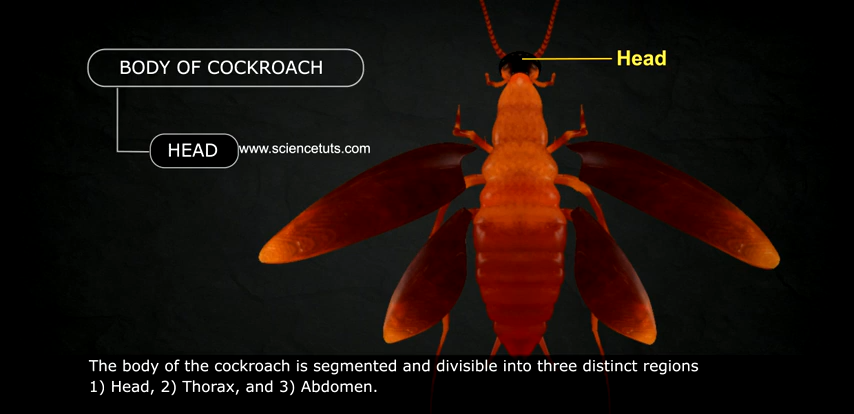 Head
BODY OF COCKROACH
HEAD
www.sciencetuts.com
The body of the cockroach is segmented and divisible into three distinct regions
1) Head, 2) Thorax, and 3) Abdomen.